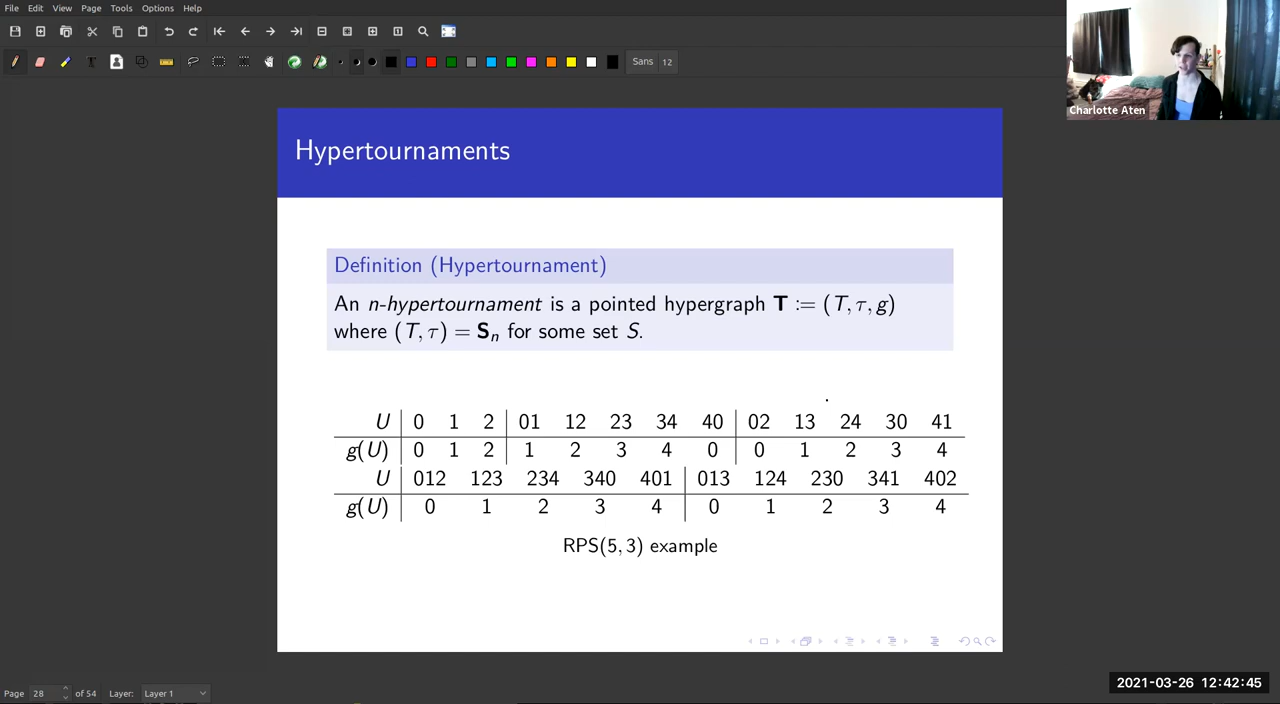 File Edit View Page Tools Options Help
Sans 12
Charlotte Aten
Hypertournaments
Definition (Hypertournament)
An n-hypertournament is a pointed hypergraph T := (T, τ, g)
where (T, τ) = Sₙ for some set S.
U 0 1 2 01 12 23 34 40 02 13 24 30 41
g(U) 0 1 2 1 2 3 4 0 0 1 2 3 4
U 012 123 234 340 401 013 124 230 341 402
g(U) 0 1 2 3 4 0 1 2 3 4
RPS(5, 3) example
Page 28 of 54 Layer: Layer 1
2021-03-26 12:42:45